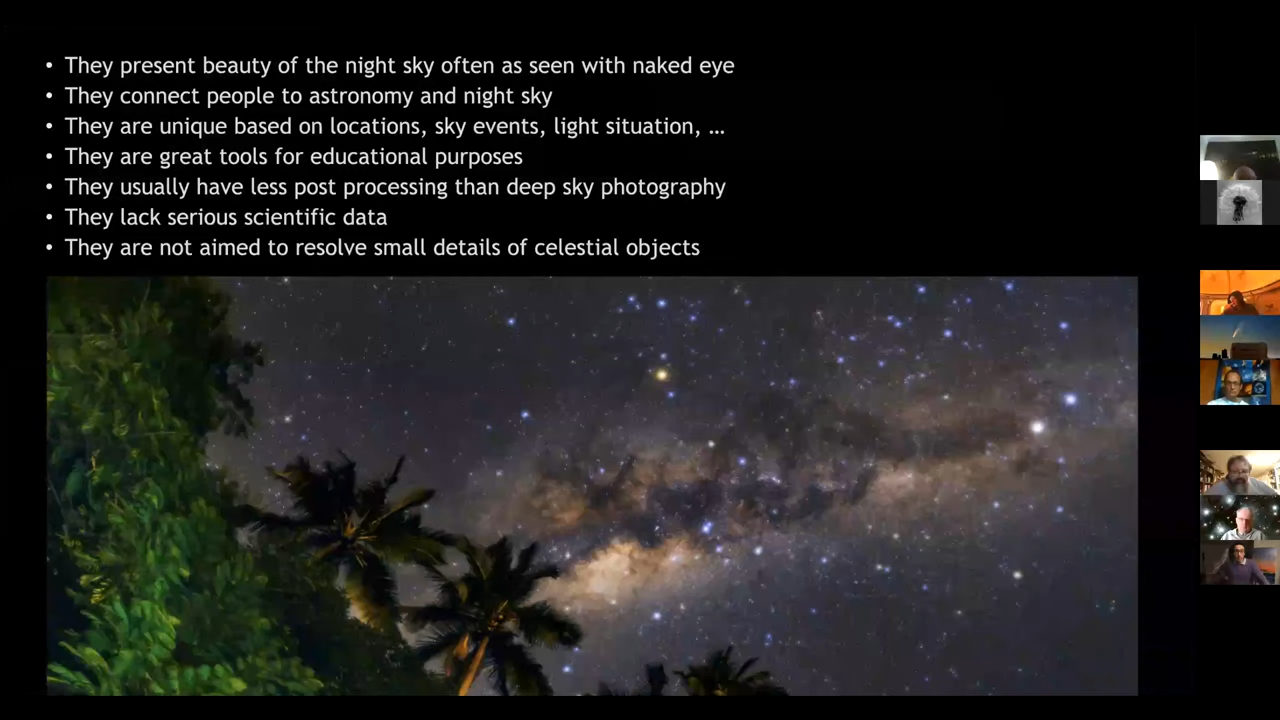 • They present beauty of the night sky often as seen with naked eye
• They connect people to astronomy and night sky
• They are unique based on locations, sky events, light situation, …
• They are great tools for educational purposes
• They usually have less post processing than deep sky photography
• They lack serious scientific data
• They are not aimed to resolve small details of celestial objects